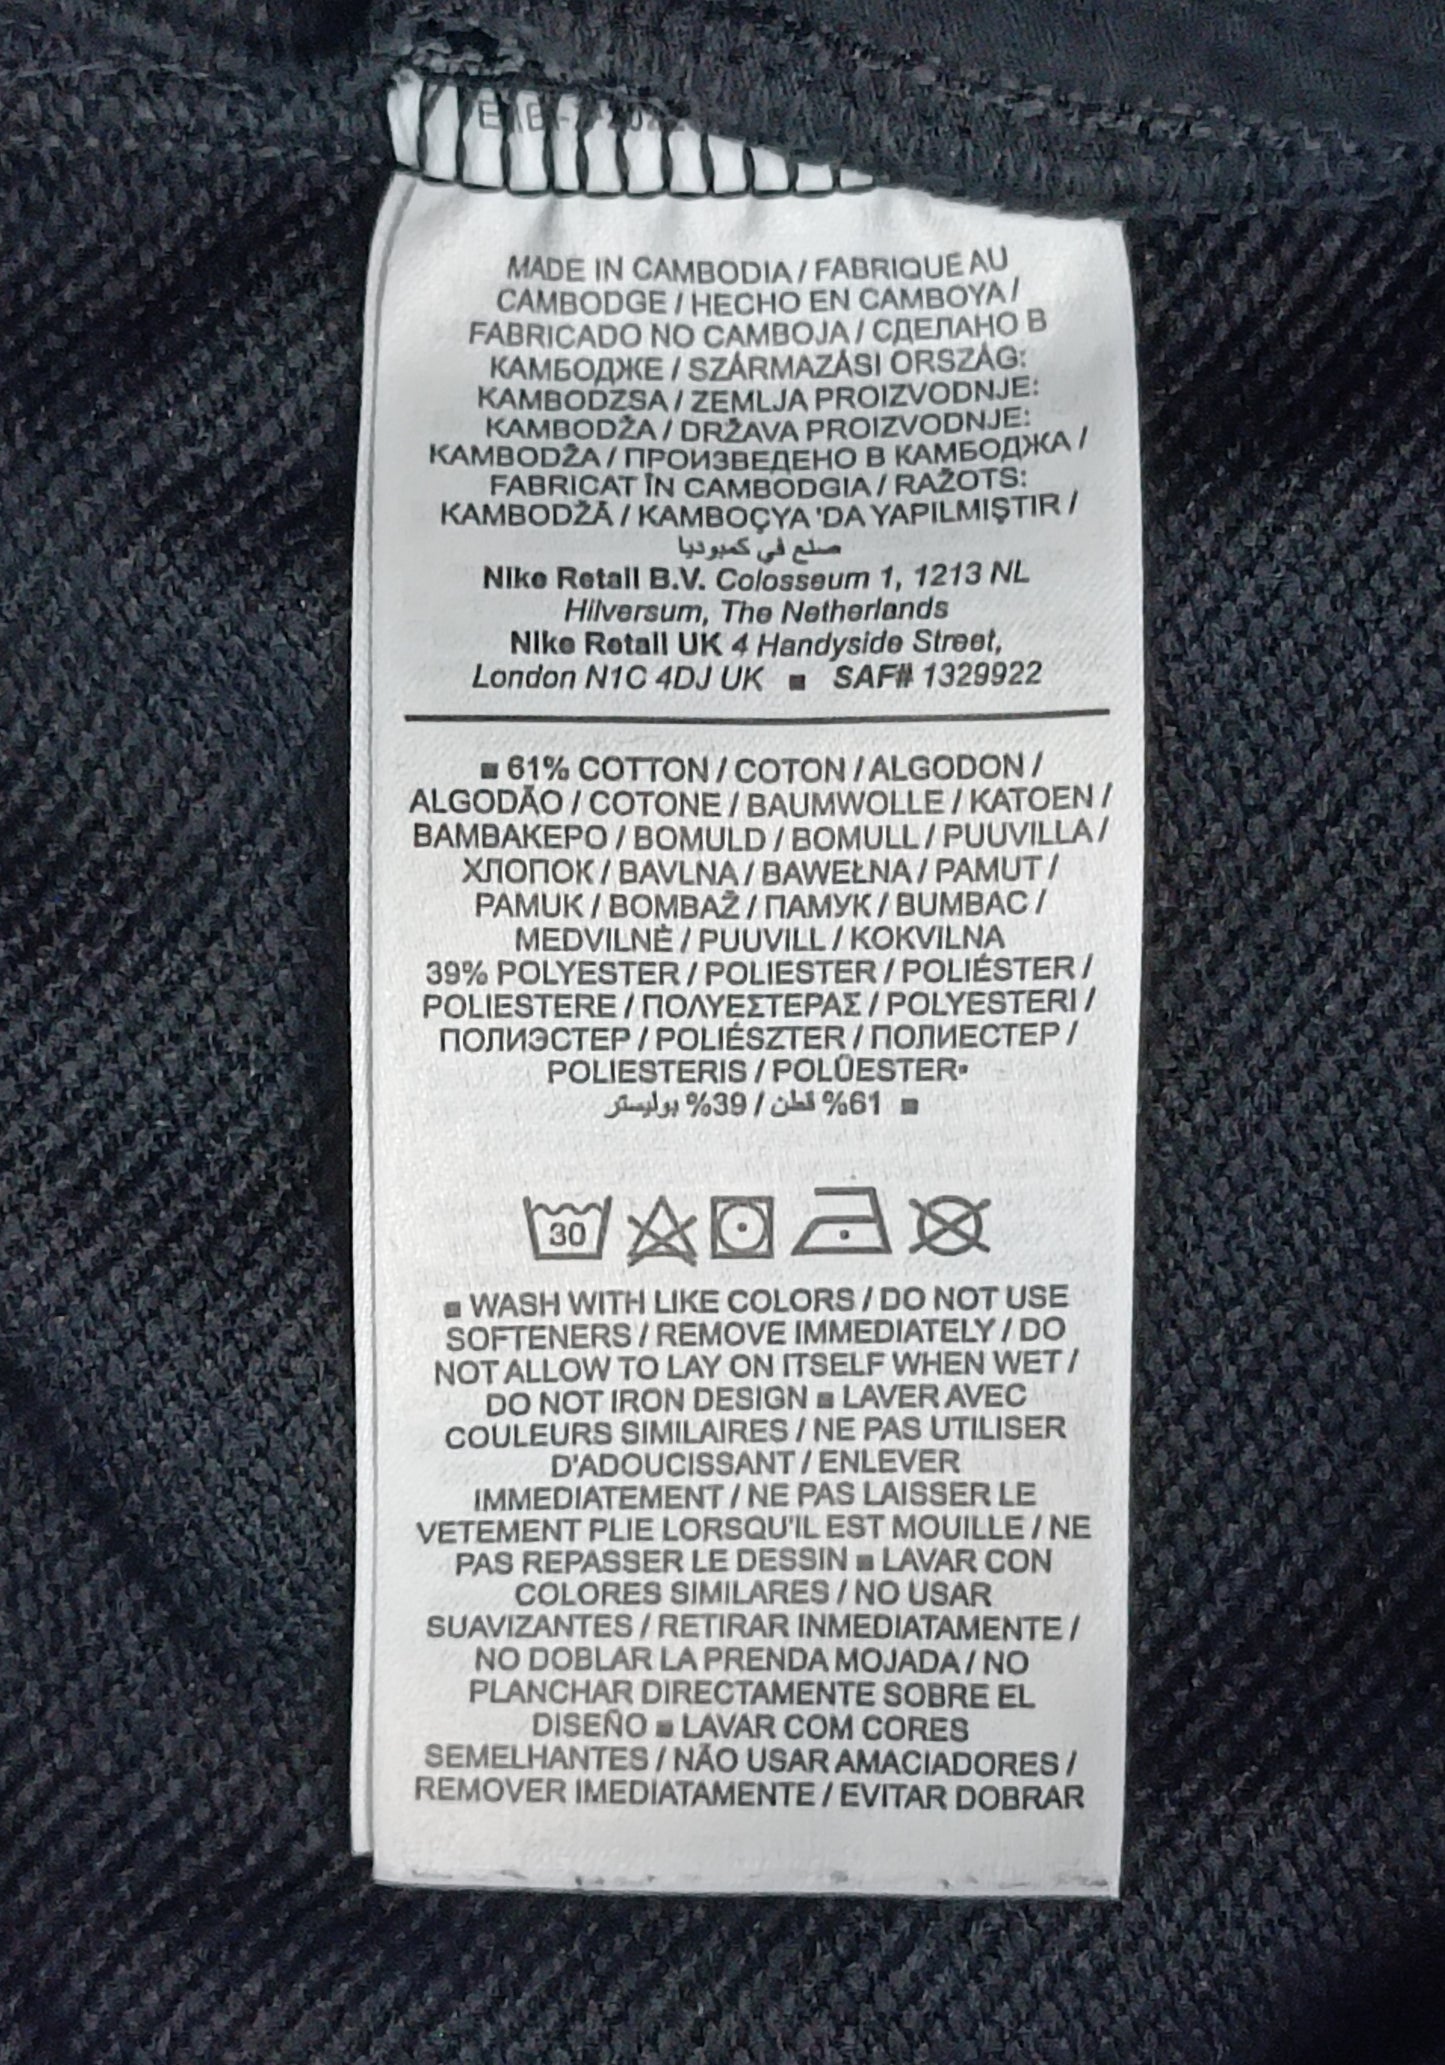 MADE IN CAMBODIA / FABRIQUE AU
CAMBODGE / HECHO EN CAMBOYA /
FABRICADO NO CAMBOJA / СДЕЛАНО В
КАМБОДЖЕ / SZÁRMAZÁSI ORSZÁG:
KAMBODZSA / ZEMLJA PROIZVODNJE:
KAMBODŽA / DRŽAVA PROIZVODNJE:
KAMBODŽA / ПРОИЗВЕДЕНО В КАМБОДЖА /
FABRICAT ÎN CAMBODGIA / RAŽOTS:
KAMBODŽĀ / KAMBOÇYA 'DA YAPILMIŞTIR /
صنع في كمبوديا
Nike Retail B.V. Colosseum 1, 1213 NL
Hilversum, The Netherlands
Nike Retail UK 4 Handyside Street,
London N1C 4DJ UK ■ SAF# 1329922
■ 61% COTTON / COTON / ALGODON /
ALGODÃO / COTONE / BAUMWOLLE / KATOEN /
ΒΑΜΒΑΚΕΡΟ / BOMULD / BOMULL / PUUVILLA /
ХЛОПОК / BAVLNA / BAWEŁNA / PAMUT /
PAMUK / BOMBAŽ / ПАМУК / BUMBAC /
MEDVILNĖ / PUUVILL / KOKVILNA
39% POLYESTER / POLIESTER / POLIÉSTER /
POLIESTERE / ΠΟΛΥΕΣΤΕΡΑΣ / POLYESTERI /
ПОЛИЭСТЕР / POLIÉSZTER / ПОЛИЕСТЕР /
POLIESTERIS / POLÜESTER■
■ 61% قطن / 39% بوليستر
30
■ WASH WITH LIKE COLORS / DO NOT USE
SOFTENERS / REMOVE IMMEDIATELY / DO
NOT ALLOW TO LAY ON ITSELF WHEN WET /
DO NOT IRON DESIGN ■ LAVER AVEC
COULEURS SIMILAIRES / NE PAS UTILISER
D'ADOUCISSANT / ENLEVER
IMMEDIATEMENT / NE PAS LAISSER LE
VETEMENT PLIE LORSQU'IL EST MOUILLE / NE
PAS REPASSER LE DESSIN ■ LAVAR CON
COLORES SIMILARES / NO USAR
SUAVIZANTES / RETIRAR INMEDIATAMENTE /
NO DOBLAR LA PRENDA MOJADA / NO
PLANCHAR DIRECTAMENTE SOBRE EL
DISEÑO ■ LAVAR COM CORES
SEMELHANTES / NÃO USAR AMACIADORES /
REMOVER IMEDIATAMENTE / EVITAR DOBRAR